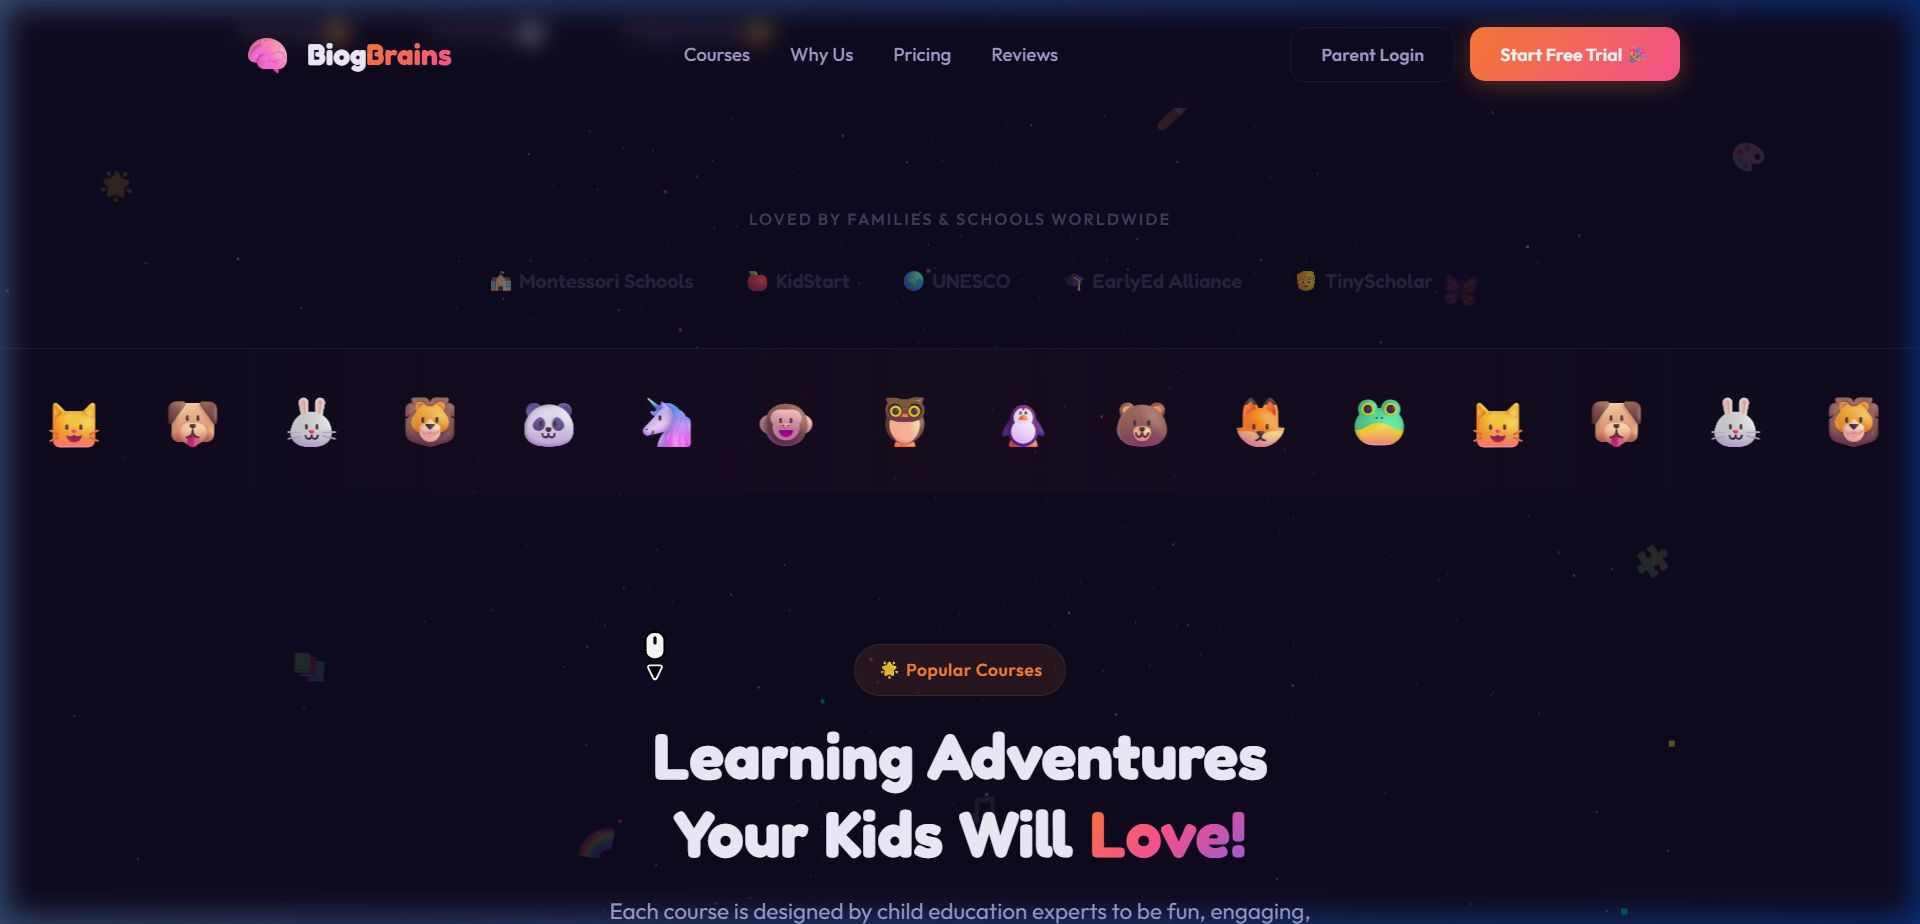 BiogBrains
Courses
Why Us
Pricing
Reviews
Parent Login
Start Free Trial
LOVED BY FAMILIES & SCHOOLS WORLDWIDE
Montessori Schools
KidStart
UNESCO
EarlyEd Alliance
TinyScholar
Popular Courses
Learning Adventures
Your Kids Will Love!
Each course is designed by child education experts to be fun, engaging,